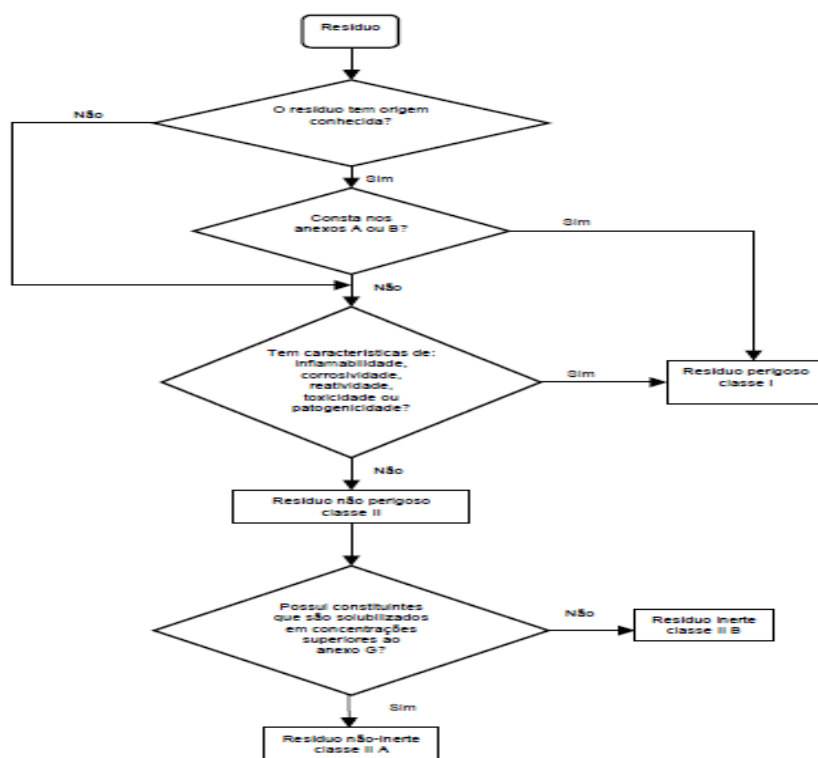 Resíduo
O resíduo tem origem
conhecida?
Não
Sim
Consta nos
anexos A ou B?
Sim
Não
Tem características de:
inflamabilidade,
corrosividade,
reatividade,
toxicidade ou
patogenicidade?
Sim
Resíduo perigoso
classe I
Não
Resíduo não perigoso
classe II
Possui constituintes
que são solubilizados
em concentrações
superiores ao
anexo G?
Não
Resíduo inerte
classe II B
Sim
Resíduo não-inerte
classe II A